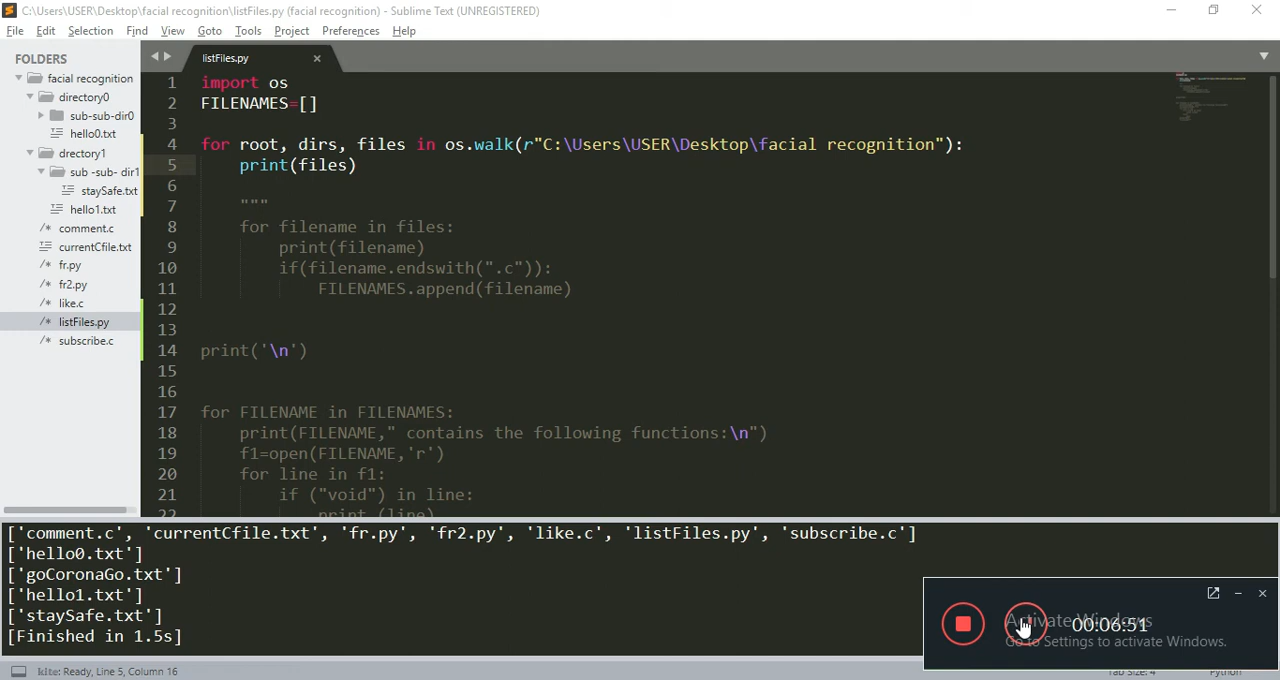 C:\Users\USER\Desktop\facial recognition\listFiles.py (facial recognition) - Sublime Text (UNREGISTERED)
File Edit Selection Find View Goto Tools Project Preferences Help
FOLDERS
facial recognition
directory0
sub-sub-dir0
hello0.txt
drectory1
sub -sub- dir1
staySafe.txt
hello1.txt
/* comment.c
currentCfile.txt
/* fr.py
/* fr2.py
/* like.c
/* listFiles.py
/* subscribe.c
listFiles.py
1 import os
2 FILENAMES=[]
3
4 for root, dirs, files in os.walk(r"C:\Users\USER\Desktop\facial recognition"):
5 print(files)
6
7 """
8 for filename in files:
9 print(filename)
10 if(filename.endswith(".c")):
11 FILENAMES.append(filename)
12
13
14 print('\n')
15
16
17 for FILENAME in FILENAMES:
18 print(FILENAME," contains the following functions:\n")
19 f1=open(FILENAME,'r')
20 for line in f1:
21 if ("void") in line:
22 print (line)
['comment.c', 'currentCfile.txt', 'fr.py', 'fr2.py', 'like.c', 'listFiles.py', 'subscribe.c']
['hello0.txt']
['goCoronaGo.txt']
['hello1.txt']
['staySafe.txt']
[Finished in 1.5s]
00:06:51
Activate Windows
Go to Settings to activate Windows.
kite: Ready, Line 5, Column 16
Tab Size: 4
Python